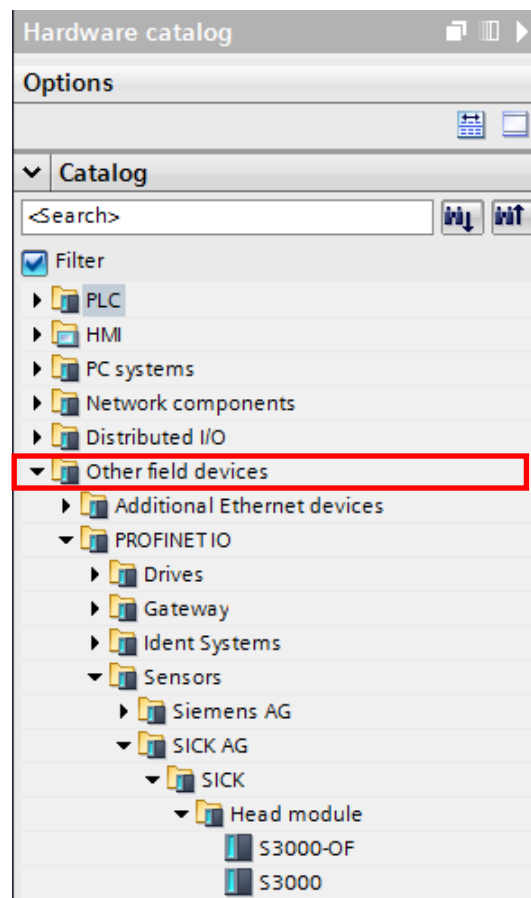 Hardware catalog
Options
Catalog
<Search>
Filter
PLC
HMI
PC systems
Network components
Distributed I/O
Other field devices
Additional Ethernet devices
PROFINET IO
Drives
Gateway
Ident Systems
Sensors
Siemens AG
SICK AG
SICK
Head module
S3000-OF
S3000